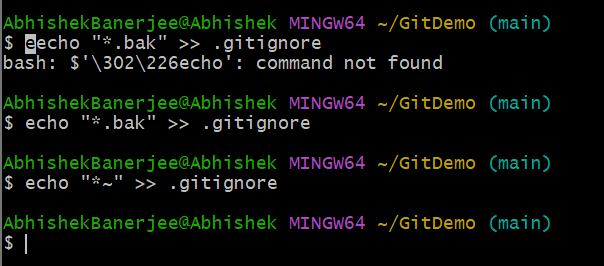 AbhishekBanerjee@Abhishek MINGW64 ~/GitDemo (main)
$ eecho "*.bak" >> .gitignore
bash: $'\302\226echo': command not found
AbhishekBanerjee@Abhishek MINGW64 ~/GitDemo (main)
$ echo "*.bak" >> .gitignore
AbhishekBanerjee@Abhishek MINGW64 ~/GitDemo (main)
$ echo "*~" >> .gitignore
AbhishekBanerjee@Abhishek MINGW64 ~/GitDemo (main)
$